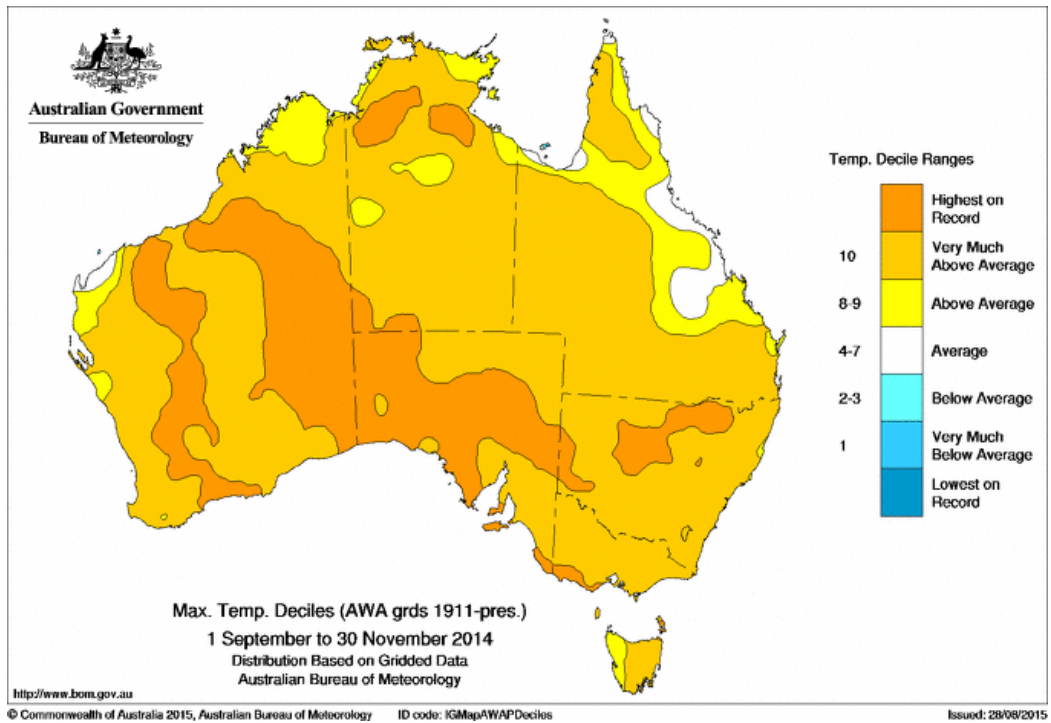 Australian Government
Bureau of Meteorology
Temp. Decile Ranges
Highest on
Record
10
Very Much
Above Average
8-9
Above Average
4-7
Average
2-3
Below Average
1
Very Much
Below Average
Lowest on
Record
Max. Temp. Deciles (AWA grds 1911-pres.)
1 September to 30 November 2014
Distribution Based on Gridded Data
Australian Bureau of Meteorology
http://www.bom.gov.au
© Commonwealth of Australia 2015, Australian Bureau of Meteorology ID code: IGMapAWAPDeciles Issued: 28/08/2015